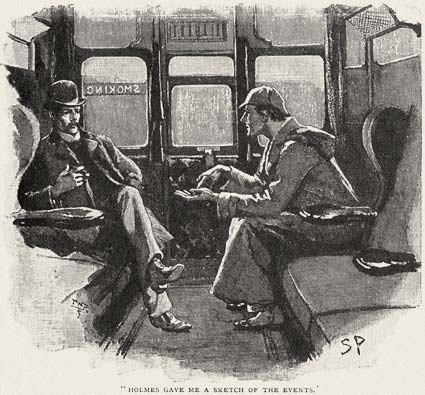 SMOKING
SP
"HOLMES GAVE ME A SKETCH OF THE EVENTS.'